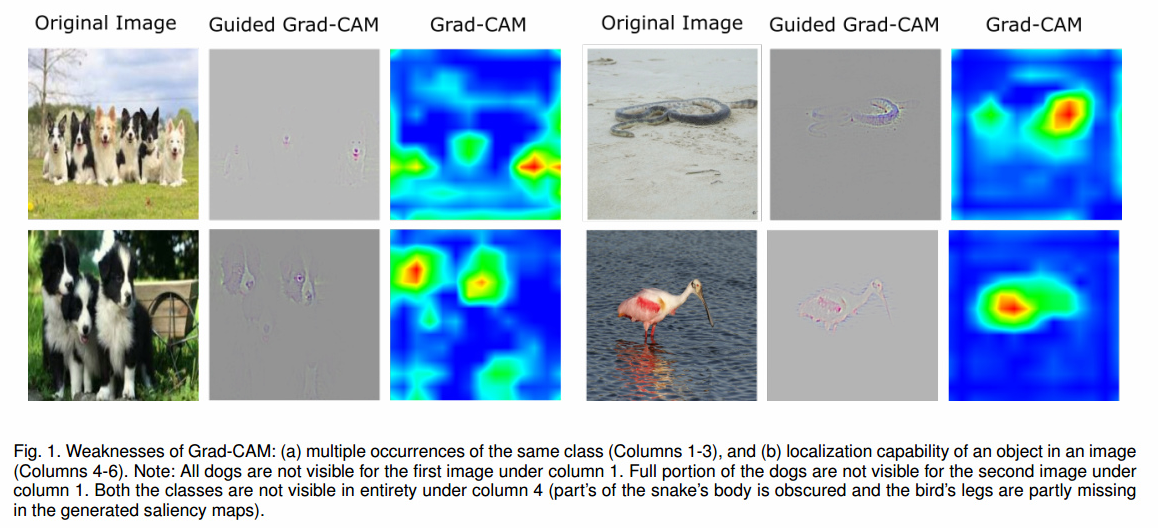 Original Image Guided Grad-CAM Grad-CAM Original Image Guided Grad-CAM Grad-CAM
Fig. 1. Weaknesses of Grad-CAM: (a) multiple occurrences of the same class (Columns 1-3), and (b) localization capability of an object in an image
(Columns 4-6). Note: All dogs are not visible for the first image under column 1. Full portion of the dogs are not visible for the second image under
column 1. Both the classes are not visible in entirety under column 4 (part's of the snake's body is obscured and the bird's legs are partly missing
in the generated saliency maps).